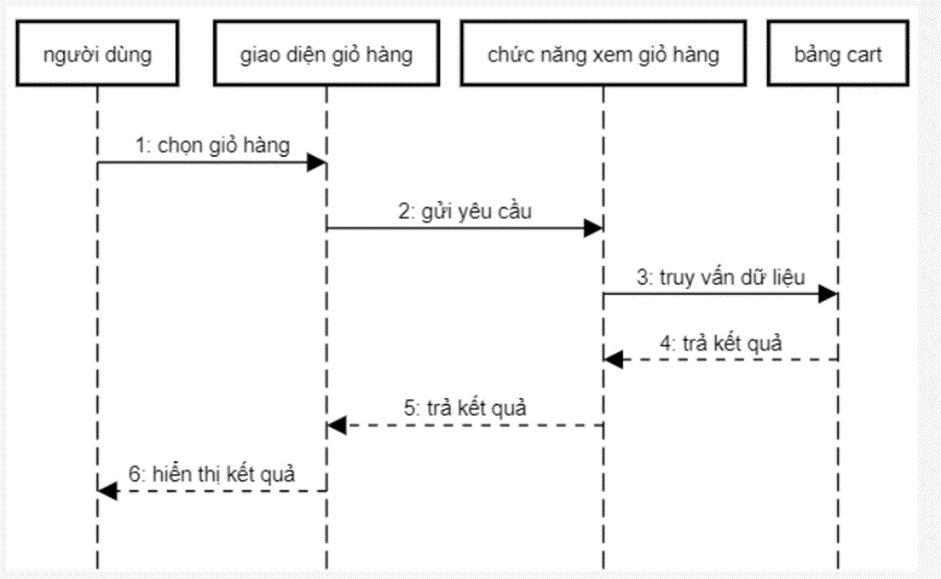 người dùng
giao diện giỏ hàng
chức năng xem giỏ hàng
bảng cart
1: chọn giỏ hàng
2: gửi yêu cầu
3: truy vấn dữ liệu
4: trả kết quả
5: trả kết quả
6: hiển thị kết quả